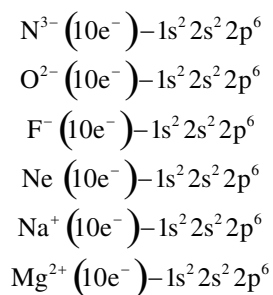 N³⁻ (10e⁻)–1s² 2s² 2p⁶
O²⁻ (10e⁻)–1s² 2s² 2p⁶
F⁻ (10e⁻)–1s² 2s² 2p⁶
Ne (10e⁻)–1s² 2s² 2p⁶
Na⁺ (10e⁻)–1s² 2s² 2p⁶
Mg²⁺ (10e⁻)–1s² 2s² 2p⁶